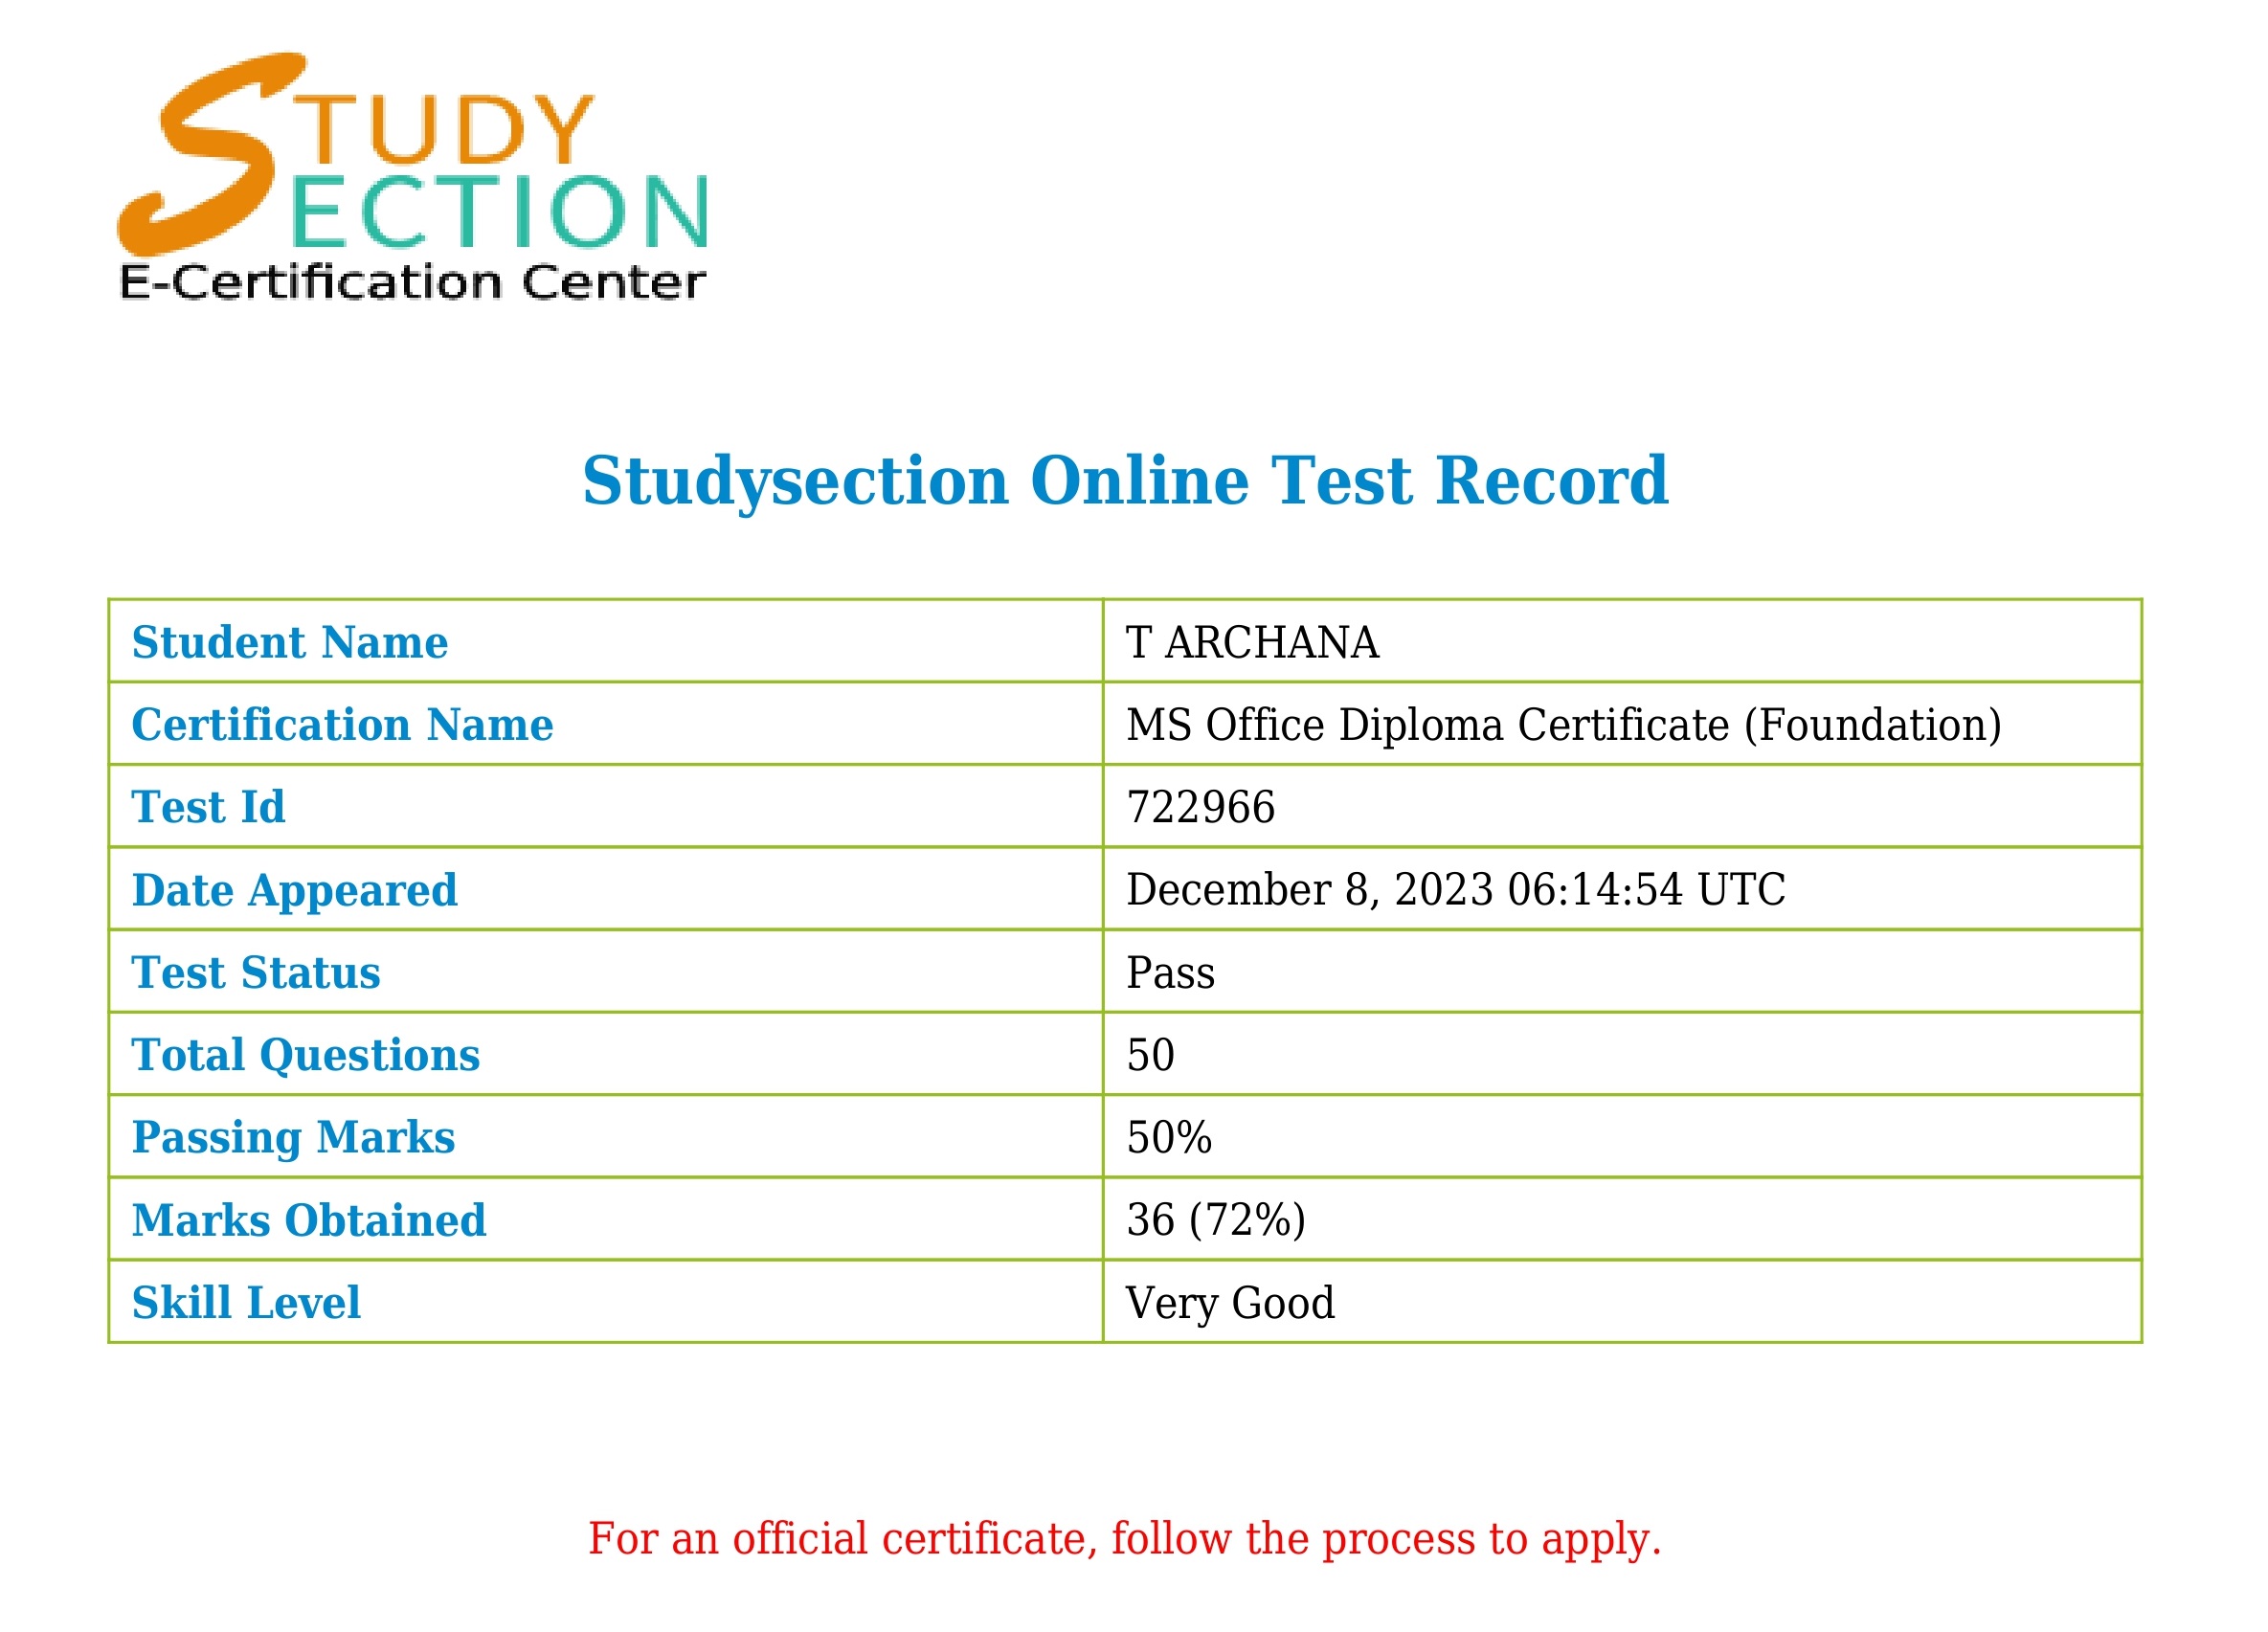 STUDY
SECTION
E-Certification Center
Studysection Online Test Record
Student Name T ARCHANA
Certification Name MS Office Diploma Certificate (Foundation)
Test Id 722966
Date Appeared December 8, 2023 06:14:54 UTC
Test Status Pass
Total Questions 50
Passing Marks 50%
Marks Obtained 36 (72%)
Skill Level Very Good
For an official certificate, follow the process to apply.